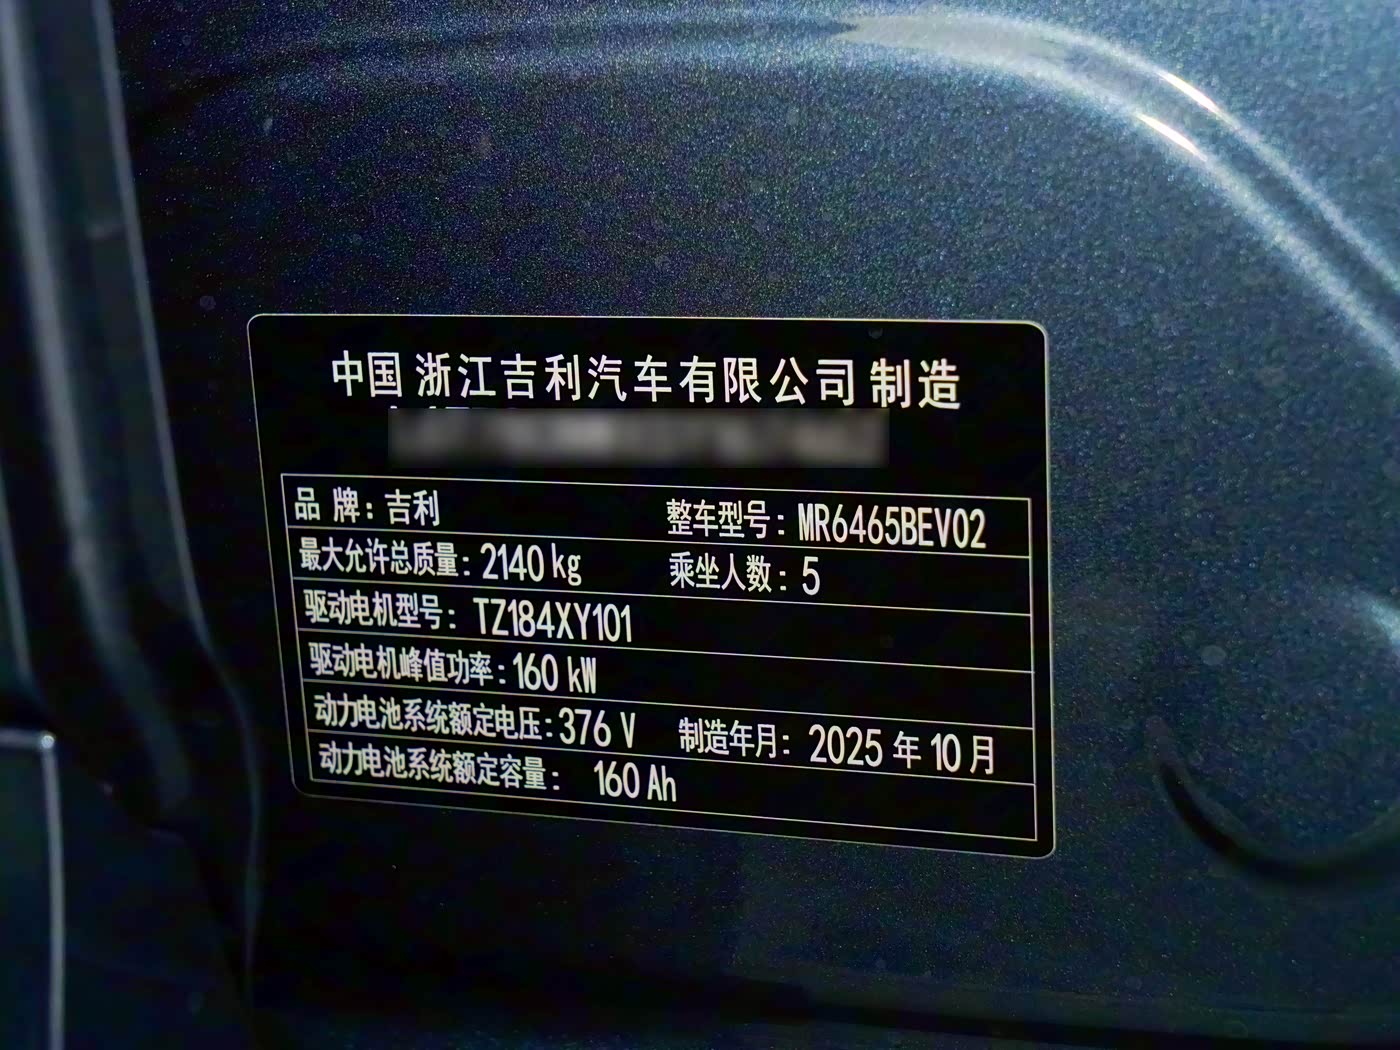 中国 浙江吉利汽车有限公司 制造
品 牌：吉利 整车型号：MR6465BEV02
最大允许总质量：2140 kg 乘坐人数：5
驱动电机型号： TZ184XY101
驱动电机峰值功率：160 kW
动力电池系统额定电压：376 V 制造年月： 2025 年 10 月
动力电池系统额定容量： 160 Ah